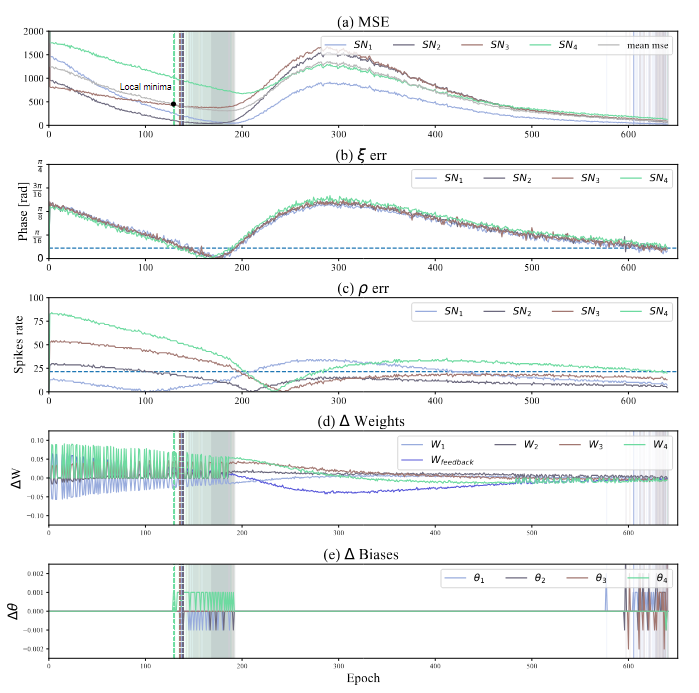 (a) MSE
2000
1500
1000
500
0
Local minima
SN₁ SN₂ SN₃ SN₄ mean mse
0 100 200 300 400 500 600
(b) ξ err
Phase [rad]
π/4
3π/16
π/8
π/16
0
SN₁ SN₂ SN₃ SN₄
0 100 200 300 400 500 600
(c) ρ err
Spikes rate
100
75
50
25
0
SN₁ SN₂ SN₃ SN₄
0 100 200 300 400 500 600
(d) Δ Weights
ΔW
0.10
0.05
0.00
−0.05
−0.10
W₁ W₂ W₃ W₄
W_feedback
0 100 200 300 400 500 600
(e) Δ Biases
Δθ
0.002
0.001
0.000
−0.001
−0.002
θ₁ θ₂ θ₃ θ₄
0 100 200 300 400 500 600
Epoch